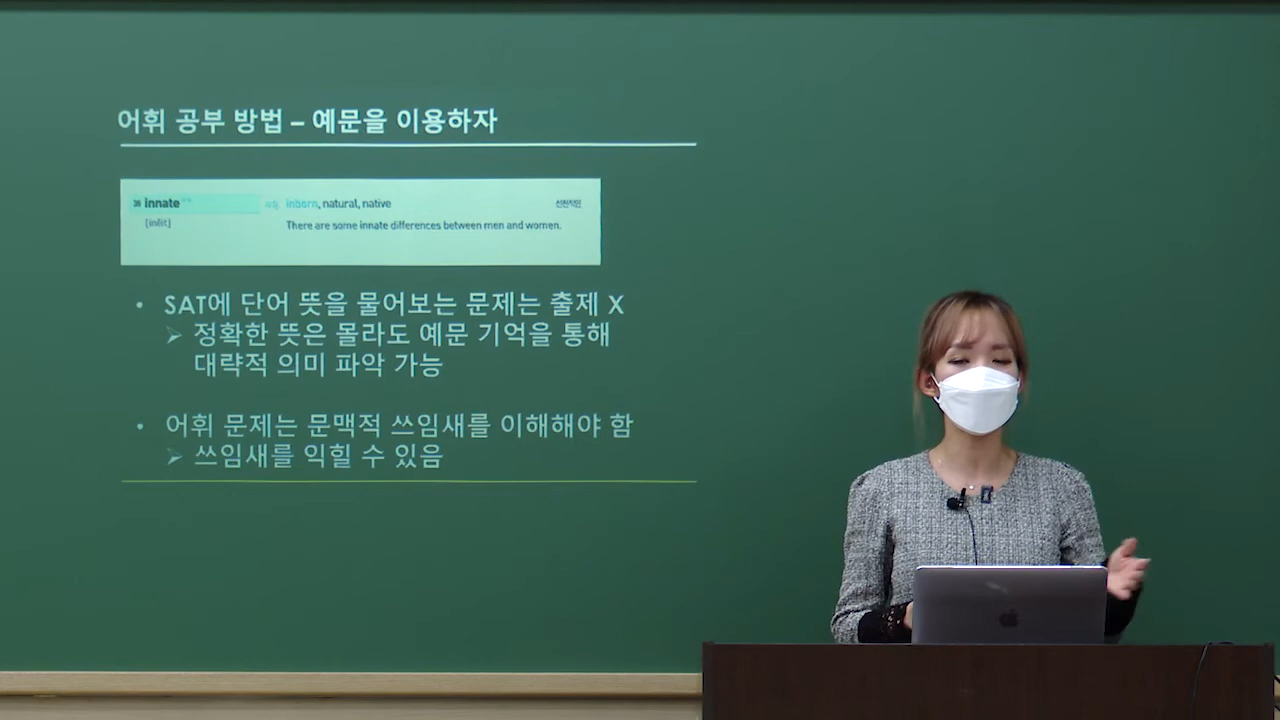 어휘 공부 방법 – 예문을 이용하자
innate inborn, natural, native 선천적인
There are some innate differences between men and women.
• SAT에 단어 뜻을 물어보는 문제는 출제 X
➢ 정확한 뜻은 몰라도 예문 기억을 통해
대략적 의미 파악 가능
• 어휘 문제는 문맥적 쓰임새를 이해해야 함
➢ 쓰임새를 익힐 수 있음